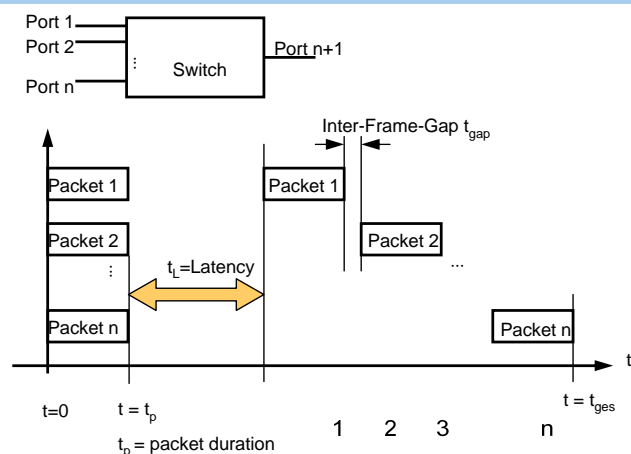 Port 1
Port 2
⋮
Port n
Switch
Port n+1
Inter-Frame-Gap t_gap
Packet 1
Packet 1
Packet 2
Packet 2
⋮
t_L=Latency
...
Packet n
Packet n
t
t=0
t = t_p
t = t_ges
t_p = packet duration
1 2 3 n